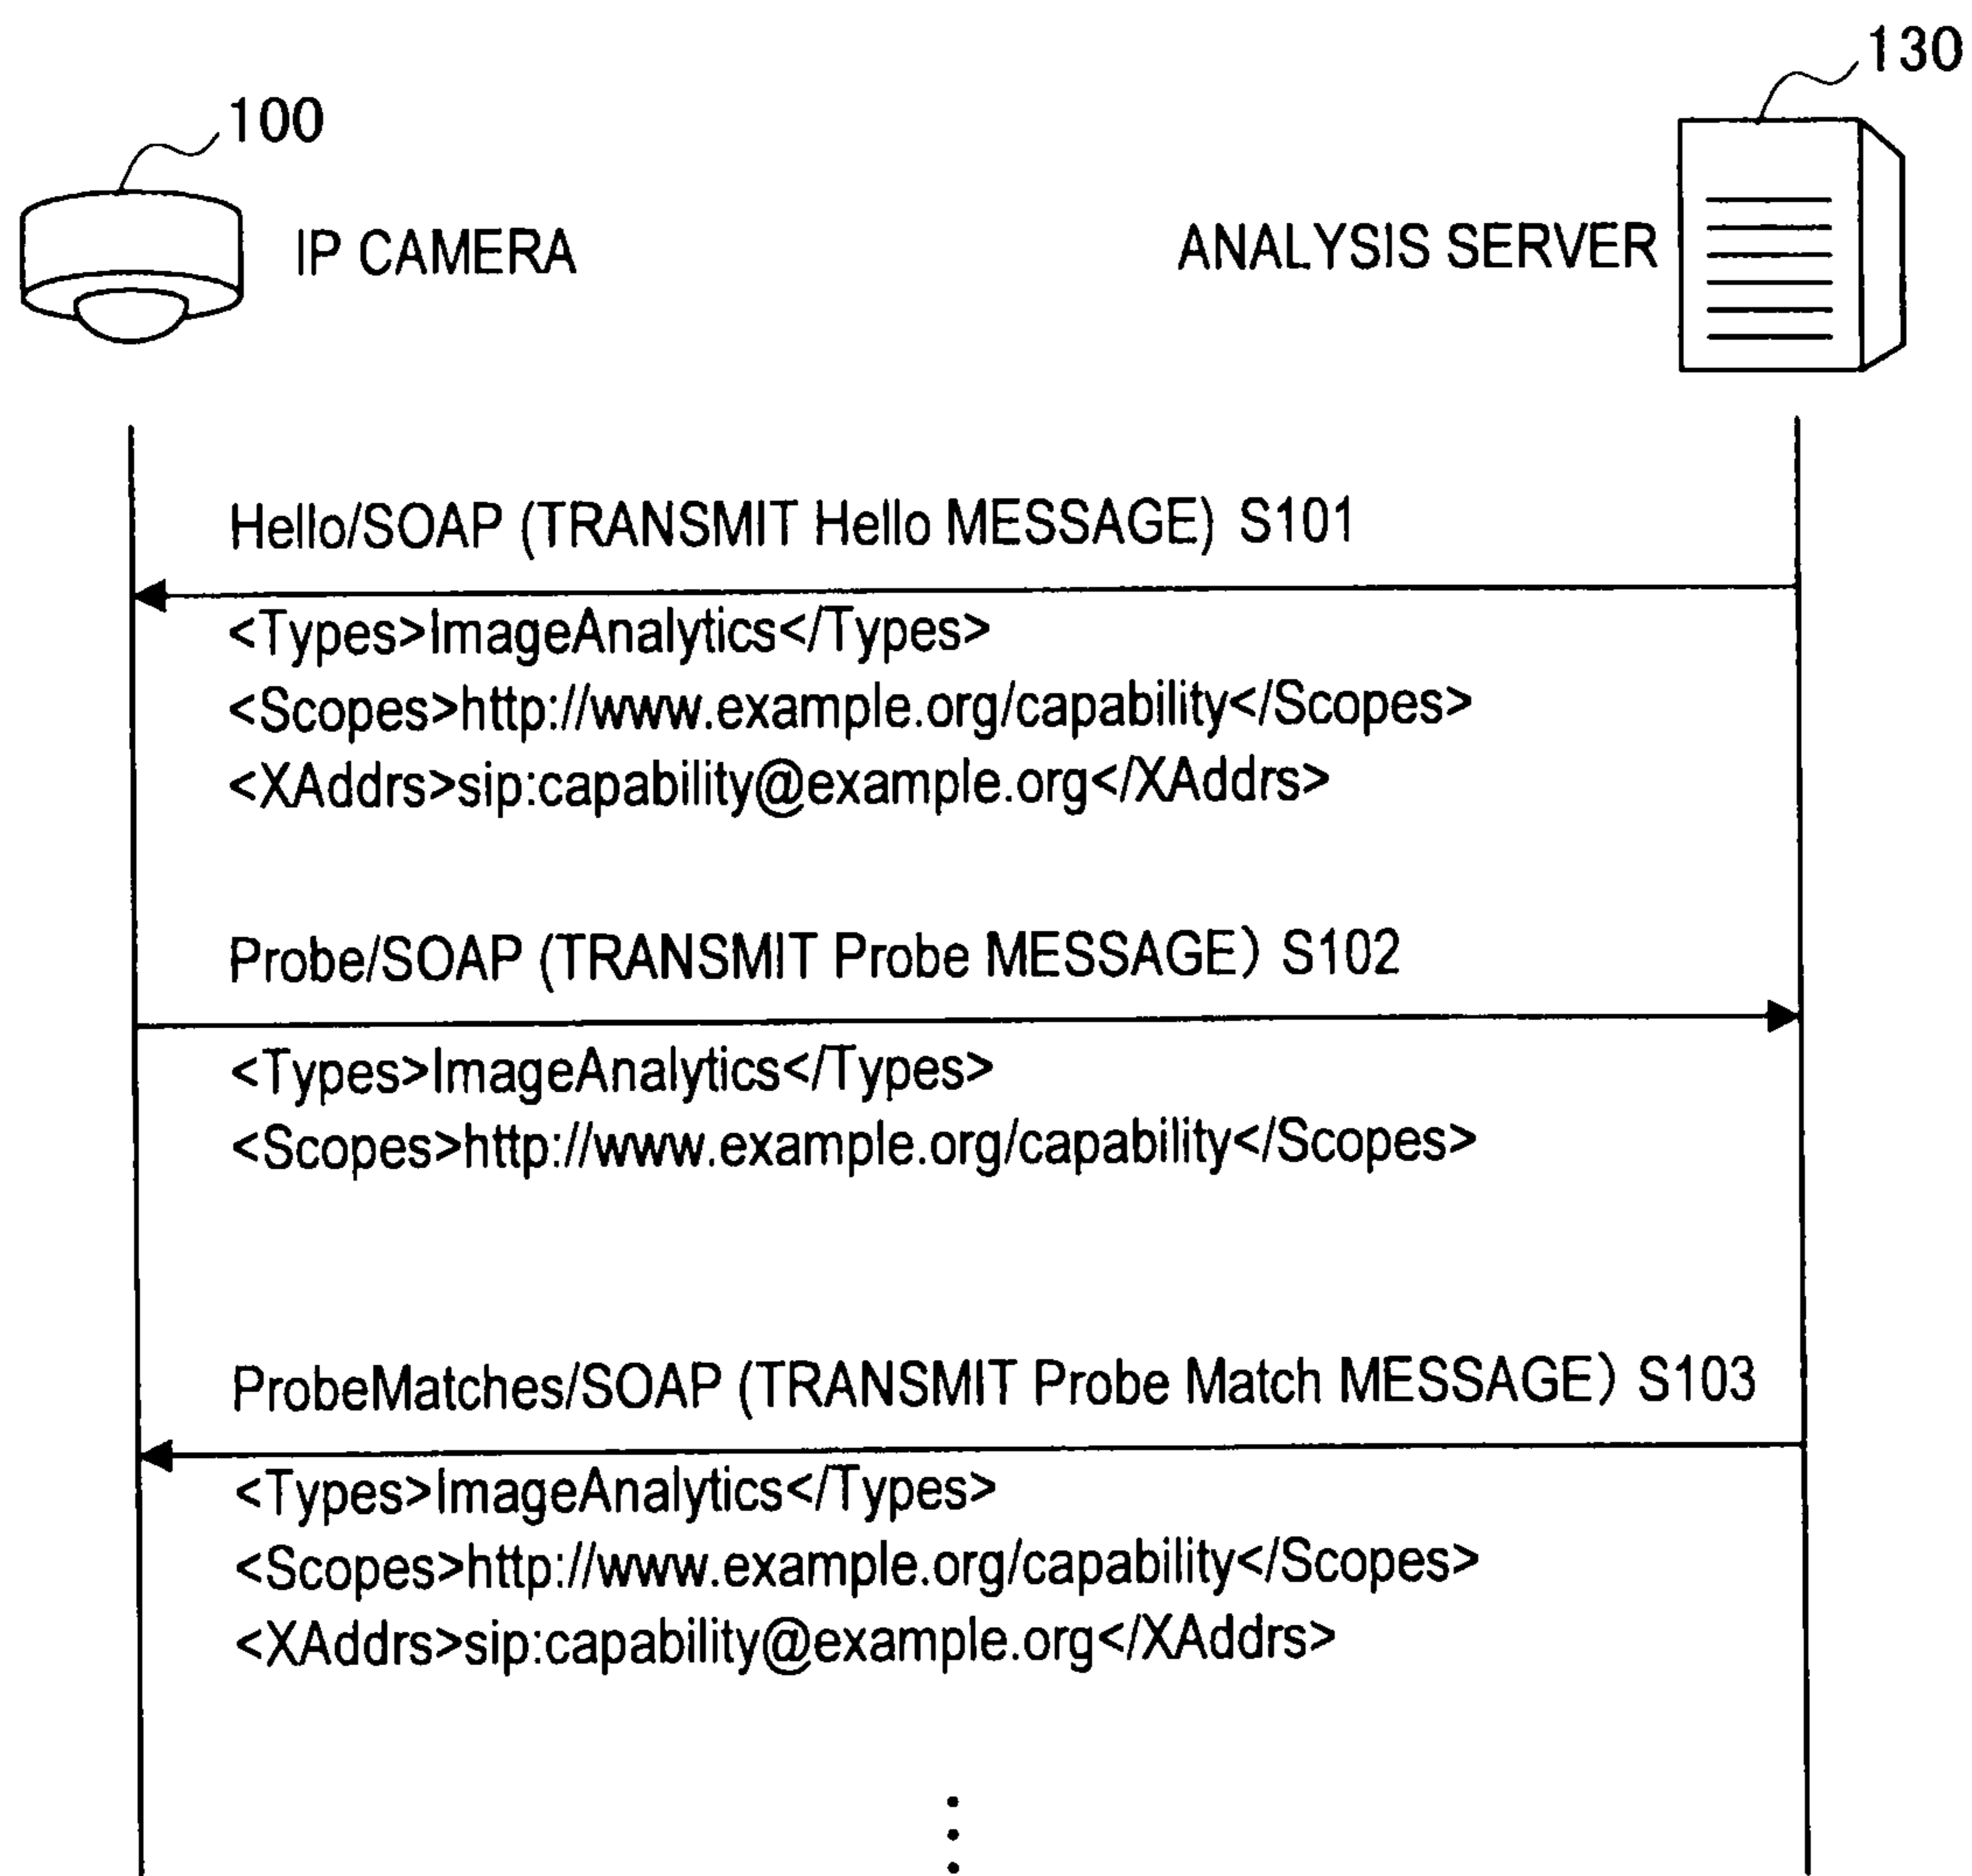 130
100
IP CAMERA
ANALYSIS SERVER
Hello/SOAP (TRANSMIT Hello MESSAGE) S101
<Types>ImageAnalytics</Types>
<Scopes>http://www.example.org/capability</Scopes>
<XAddrs>sip:capability@example.org</XAddrs>
Probe/SOAP (TRANSMIT Probe MESSAGE) S102
<Types>ImageAnalytics</Types>
<Scopes>http://www.example.org/capability</Scopes>
ProbeMatches/SOAP (TRANSMIT Probe Match MESSAGE) S103
<Types>ImageAnalytics</Types>
<Scopes>http://www.example.org/capability</Scopes>
<XAddrs>sip:capability@example.org</XAddrs>